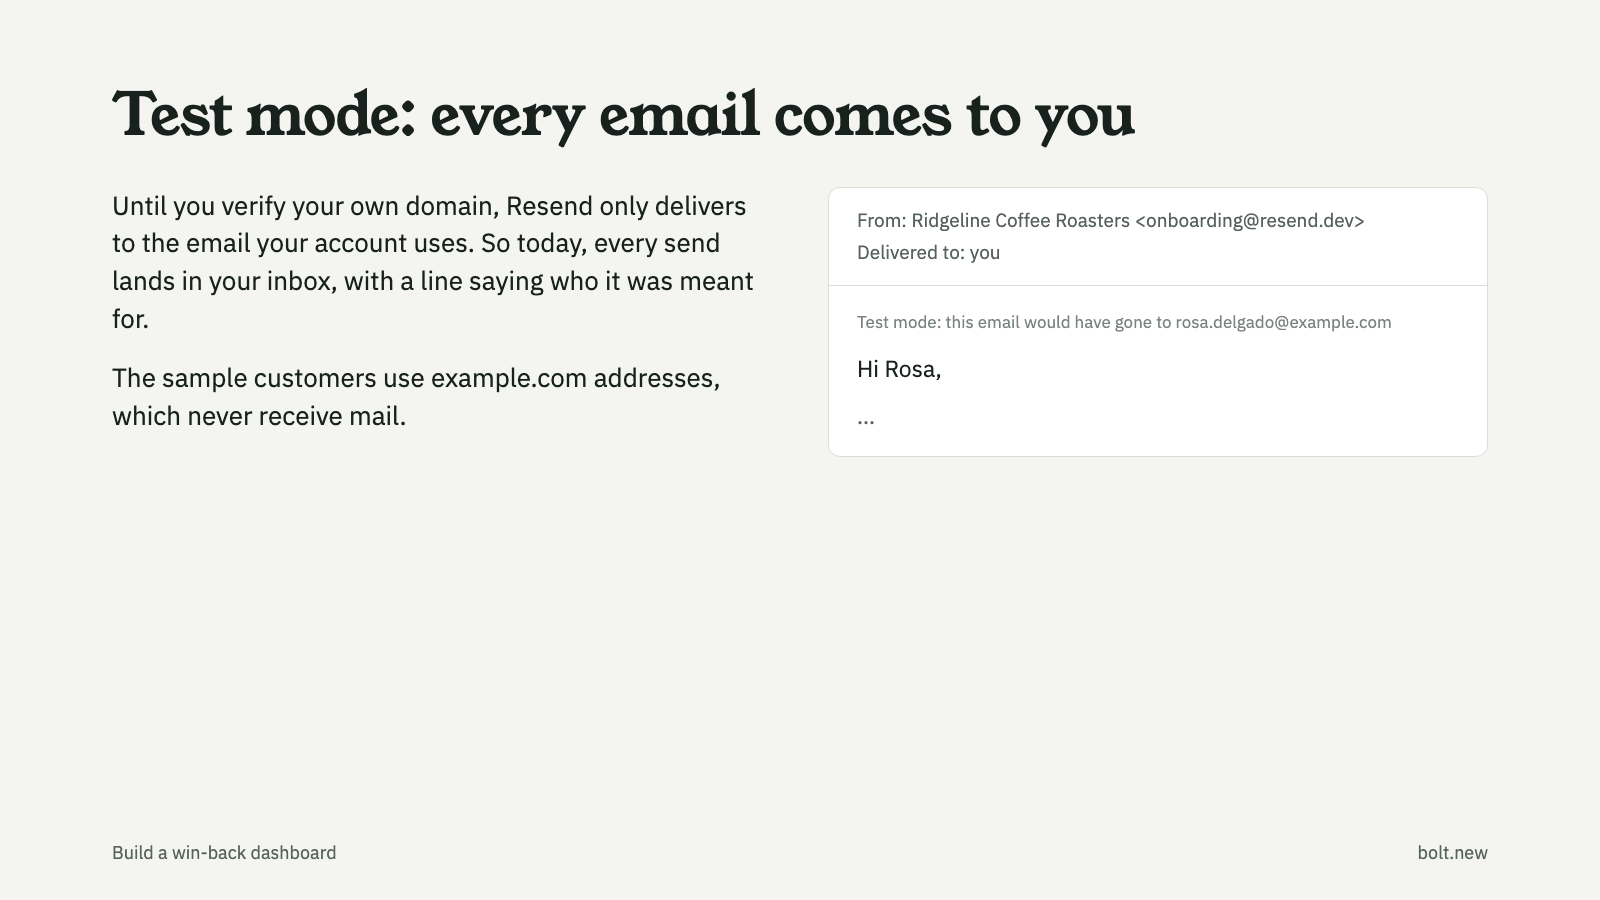 Test mode: every email comes to you
Until you verify your own domain, Resend only delivers
to the email your account uses. So today, every send
lands in your inbox, with a line saying who it was meant
for.
The sample customers use example.com addresses,
which never receive mail.
From: Ridgeline Coffee Roasters <onboarding@resend.dev>
Delivered to: you
Test mode: this email would have gone to rosa.delgado@example.com
Hi Rosa,
...
Build a win-back dashboard
bolt.new